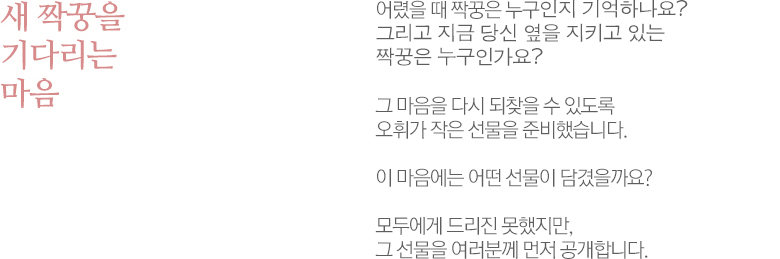 새 짝꿍을
기다리는
마음
어렸을 때 짝꿍은 누구인지 기억하나요?
그리고 지금 당신 옆을 지키고 있는
짝꿍은 누구인가요?
그 마음을 다시 되찾을 수 있도록
오휘가 작은 선물을 준비했습니다.
이 마음에는 어떤 선물이 담겼을까요?
모두에게 드리진 못했지만,
그 선물을 여러분께 먼저 공개합니다.